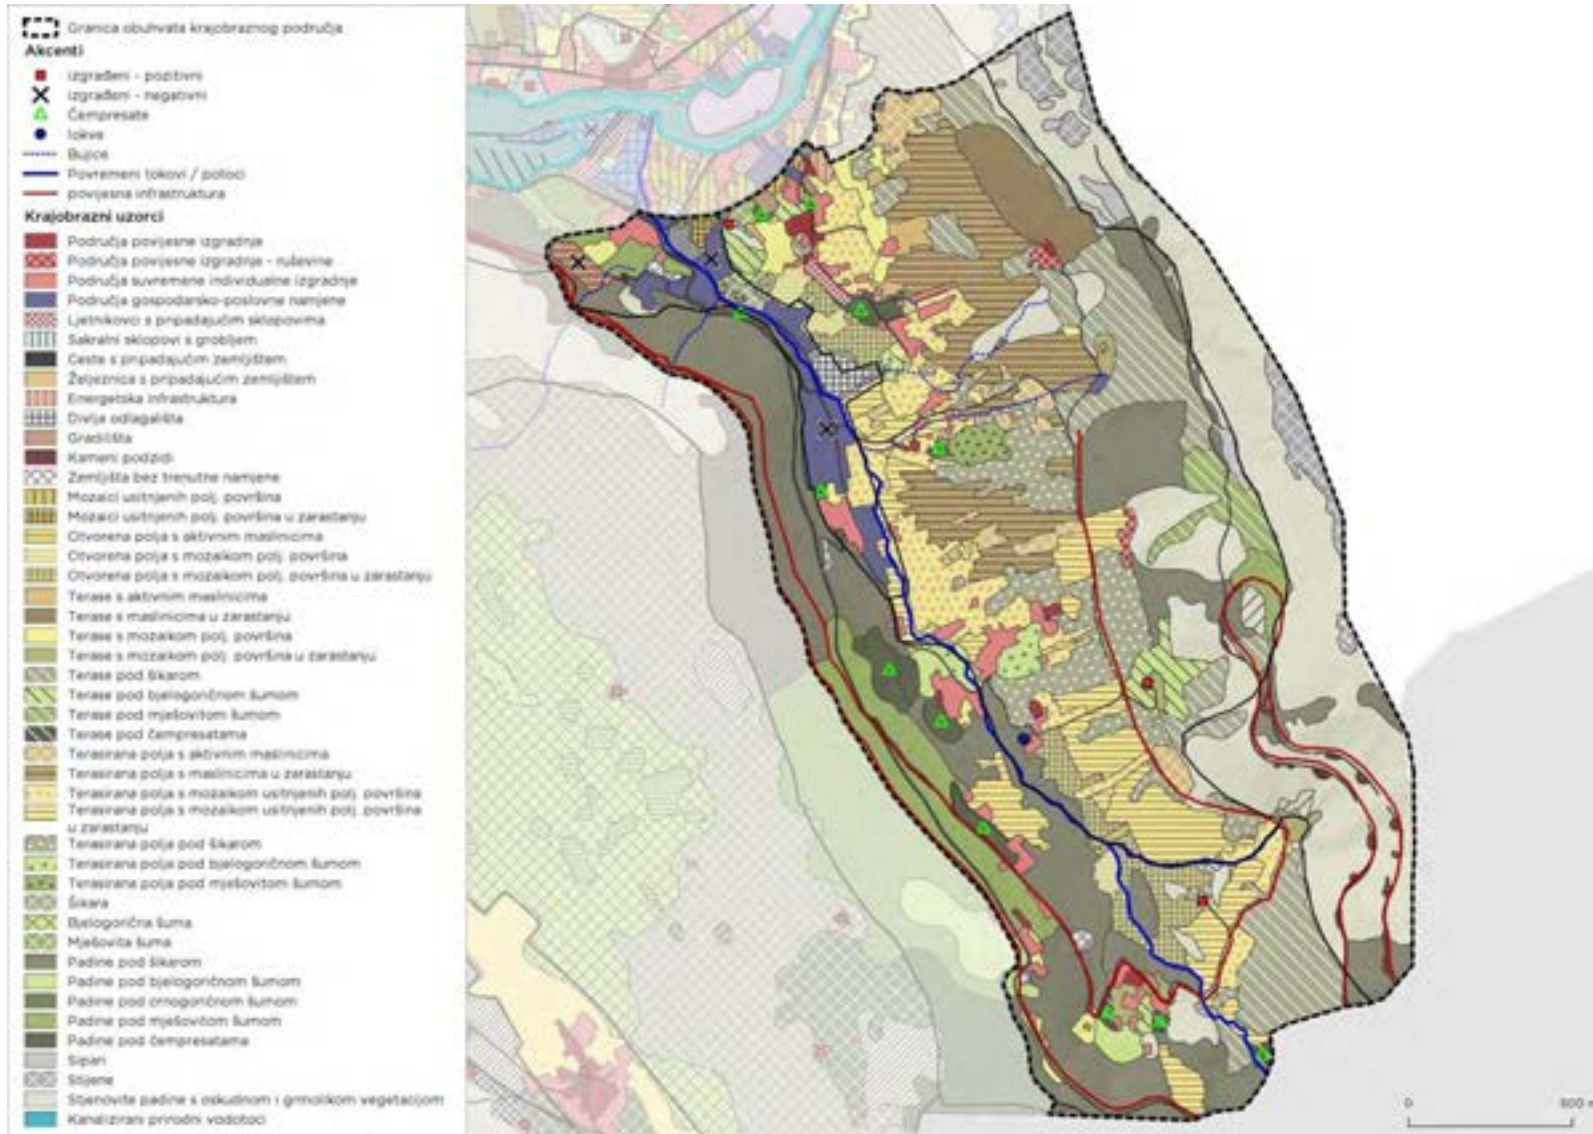 Granica obuhvata krajobraznog područja
Akcenti
izgrađeni - pozitivni
izgrađeni - negativni
Čempresate
lokve
Bujice
Povremeni tokovi / potoci
povijesna infrastruktura
Krajobrazni uzorci
Područja povijesne izgradnje
Područja povijesne izgradnje - ruševine
Područja suvremene individualne izgradnje
Područja gospodarsko-poslovne namjene
Ljetnikovci s pripadajućim sklopovima
Sakralni sklopovi s grobljem
Ceste s pripadajućim zemljištem
Željeznica s pripadajućim zemljištem
Energetska infrastruktura
Divlja odlagališta
Gradilišta
Kameni podzidi
Zemljišta bez trenutne namjene
Mozaici usitnjenih polj. površina
Mozaici usitnjenih polj. površina u zarastanju
Otvorena polja s aktivnim maslinicima
Otvorena polja s mozaikom polj. površina
Otvorena polja s mozaikom polj. površina u zarastanju
Terase s aktivnim maslinicima
Terase s maslinicima u zarastanju
Terase s mozaikom polj. površina
Terase s mozaikom polj. površina u zarastanju
Terase pod šikarom
Terase pod bjelogoričnom šumom
Terase pod mješovitom šumom
Terase pod čempresatama
Terasirana polja s aktivnim maslinicima
Terasirana polja s maslinicima u zarastanju
Terasirana polja s mozaikom usitnjenih polj. površina
Terasirana polja s mozaikom usitnjenih polj. površina
u zarastanju
Terasirana polja pod šikarom
Terasirana polja pod bjelogoričnom šumom
Terasirana polja pod mješovitom šumom
Šikara
Bjelogorična šuma
Mješovita šuma
Padine pod šikarom
Padine pod bjelogoričnom šumom
Padine pod crnogoričnom šumom
Padine pod mješovitom šumom
Padine pod čempresatama
Sipari
Stijene
Stjenovite padine s oskudnom i grmolikom vegetacijom
Kanalizirani prirodni vodotoci
0 500 m